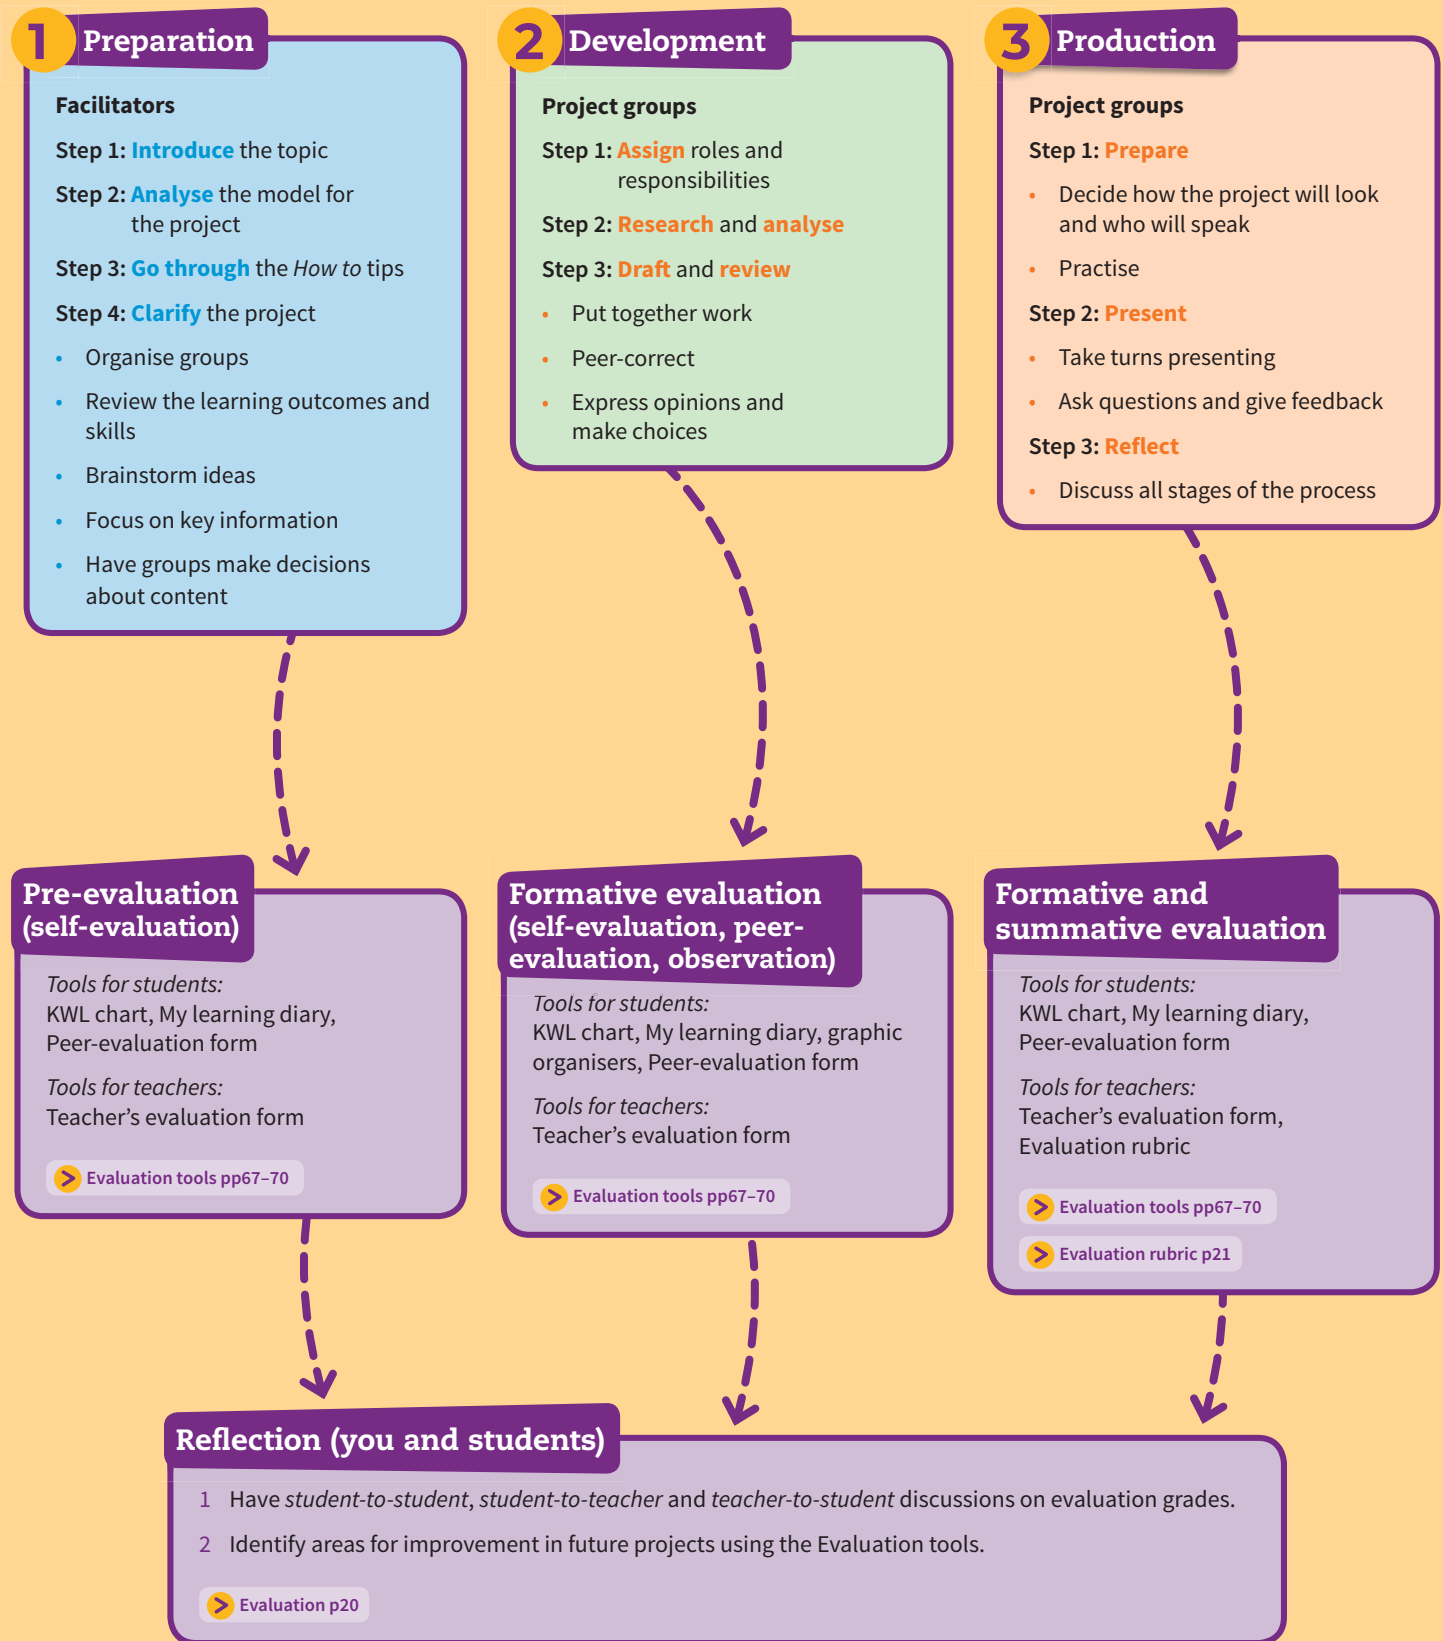 1 Preparation
Facilitators
Step 1: Introduce the topic
Step 2: Analyse the model for
the project
Step 3: Go through the How to tips
Step 4: Clarify the project
• Organise groups
• Review the learning outcomes and
skills
• Brainstorm ideas
• Focus on key information
• Have groups make decisions
about content
2 Development
Project groups
Step 1: Assign roles and
responsibilities
Step 2: Research and analyse
Step 3: Draft and review
• Put together work
• Peer-correct
• Express opinions and
make choices
3 Production
Project groups
Step 1: Prepare
• Decide how the project will look
and who will speak
• Practise
Step 2: Present
• Take turns presenting
• Ask questions and give feedback
Step 3: Reflect
• Discuss all stages of the process
Pre-evaluation
(self-evaluation)
Tools for students:
KWL chart, My learning diary,
Peer-evaluation form
Tools for teachers:
Teacher’s evaluation form
> Evaluation tools pp67–70
Formative evaluation
(self-evaluation, peer-
evaluation, observation)
Tools for students:
KWL chart, My learning diary, graphic
organisers, Peer-evaluation form
Tools for teachers:
Teacher’s evaluation form
> Evaluation tools pp67–70
Formative and
summative evaluation
Tools for students:
KWL chart, My learning diary,
Peer-evaluation form
Tools for teachers:
Teacher’s evaluation form,
Evaluation rubric
> Evaluation tools pp67–70
> Evaluation rubric p21
Reflection (you and students)
1 Have student-to-student, student-to-teacher and teacher-to-student discussions on evaluation grades.
2 Identify areas for improvement in future projects using the Evaluation tools.
> Evaluation p20